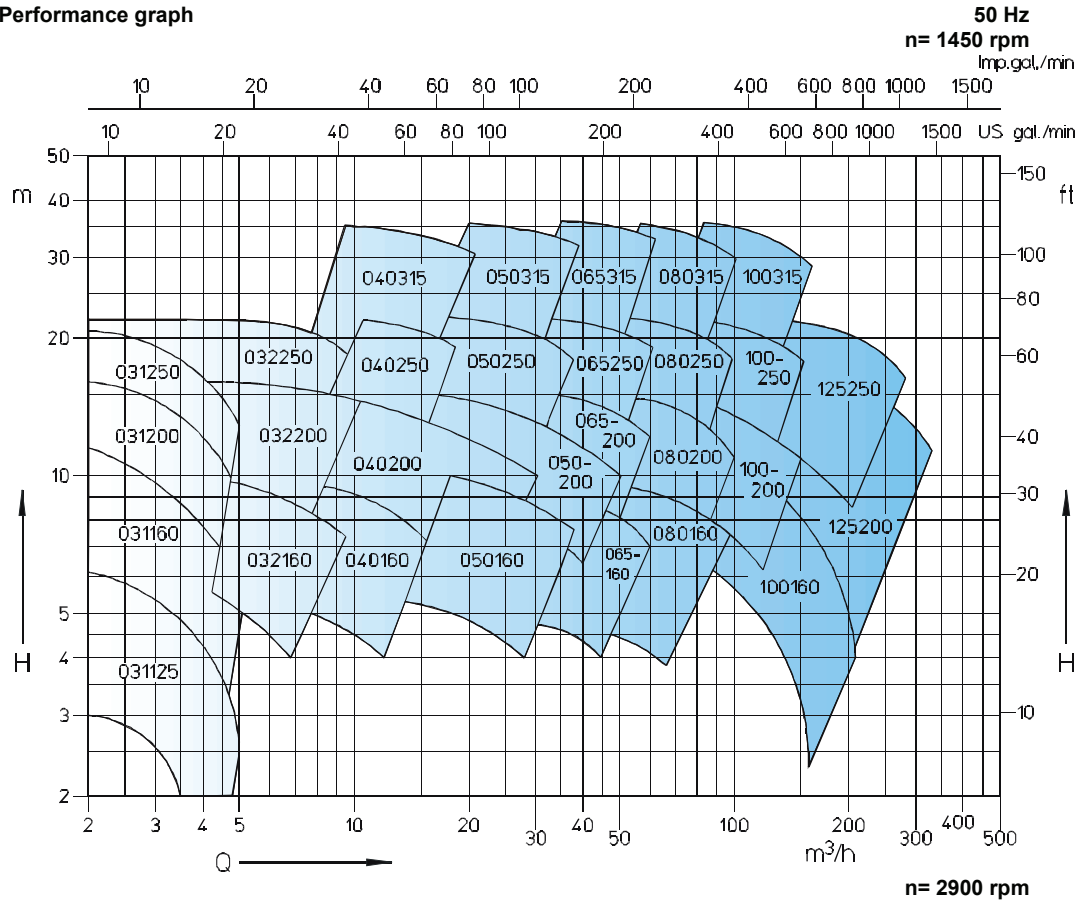 Performance graph
50 Hz
n= 1450 rpm
Imp.gal./min
10 20 40 60 80 100 200 400 600 800 1000 1500
10 20 40 60 80 100 200 400 600 800 1000 1500 US gal./min
50
150
m
ft
40
30
100
040315 050315 065315 080315 100315
80
20
032250
60
031250
040250 050250 065250 080250
100-
250
125250
065-
200
031200
032200
40
040200
050-
200
080200
100-
200
10
30
125200
031160
080160
032160 040160 050160
065-
160
20
100160
5
H
4
H
031125
3
10
2
2 3 4 5 10 20 30 40 50 100 200 300 400 500
Q
m³/h
n= 2900 rpm